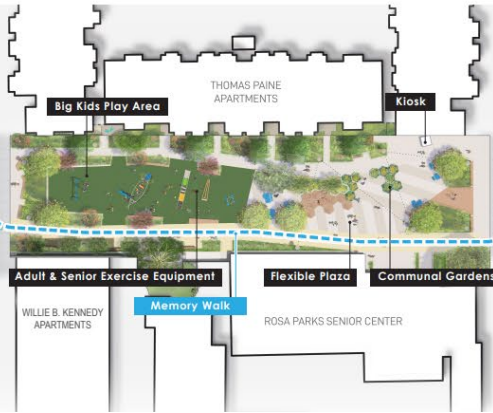 THOMAS PAINE
APARTMENTS
Big Kids Play Area
Kiosk
Adult & Senior Exercise Equipment
Flexible Plaza
Communal Gardens
Memory Walk
WILLIE B. KENNEDY
APARTMENTS
ROSA PARKS SENIOR CENTER